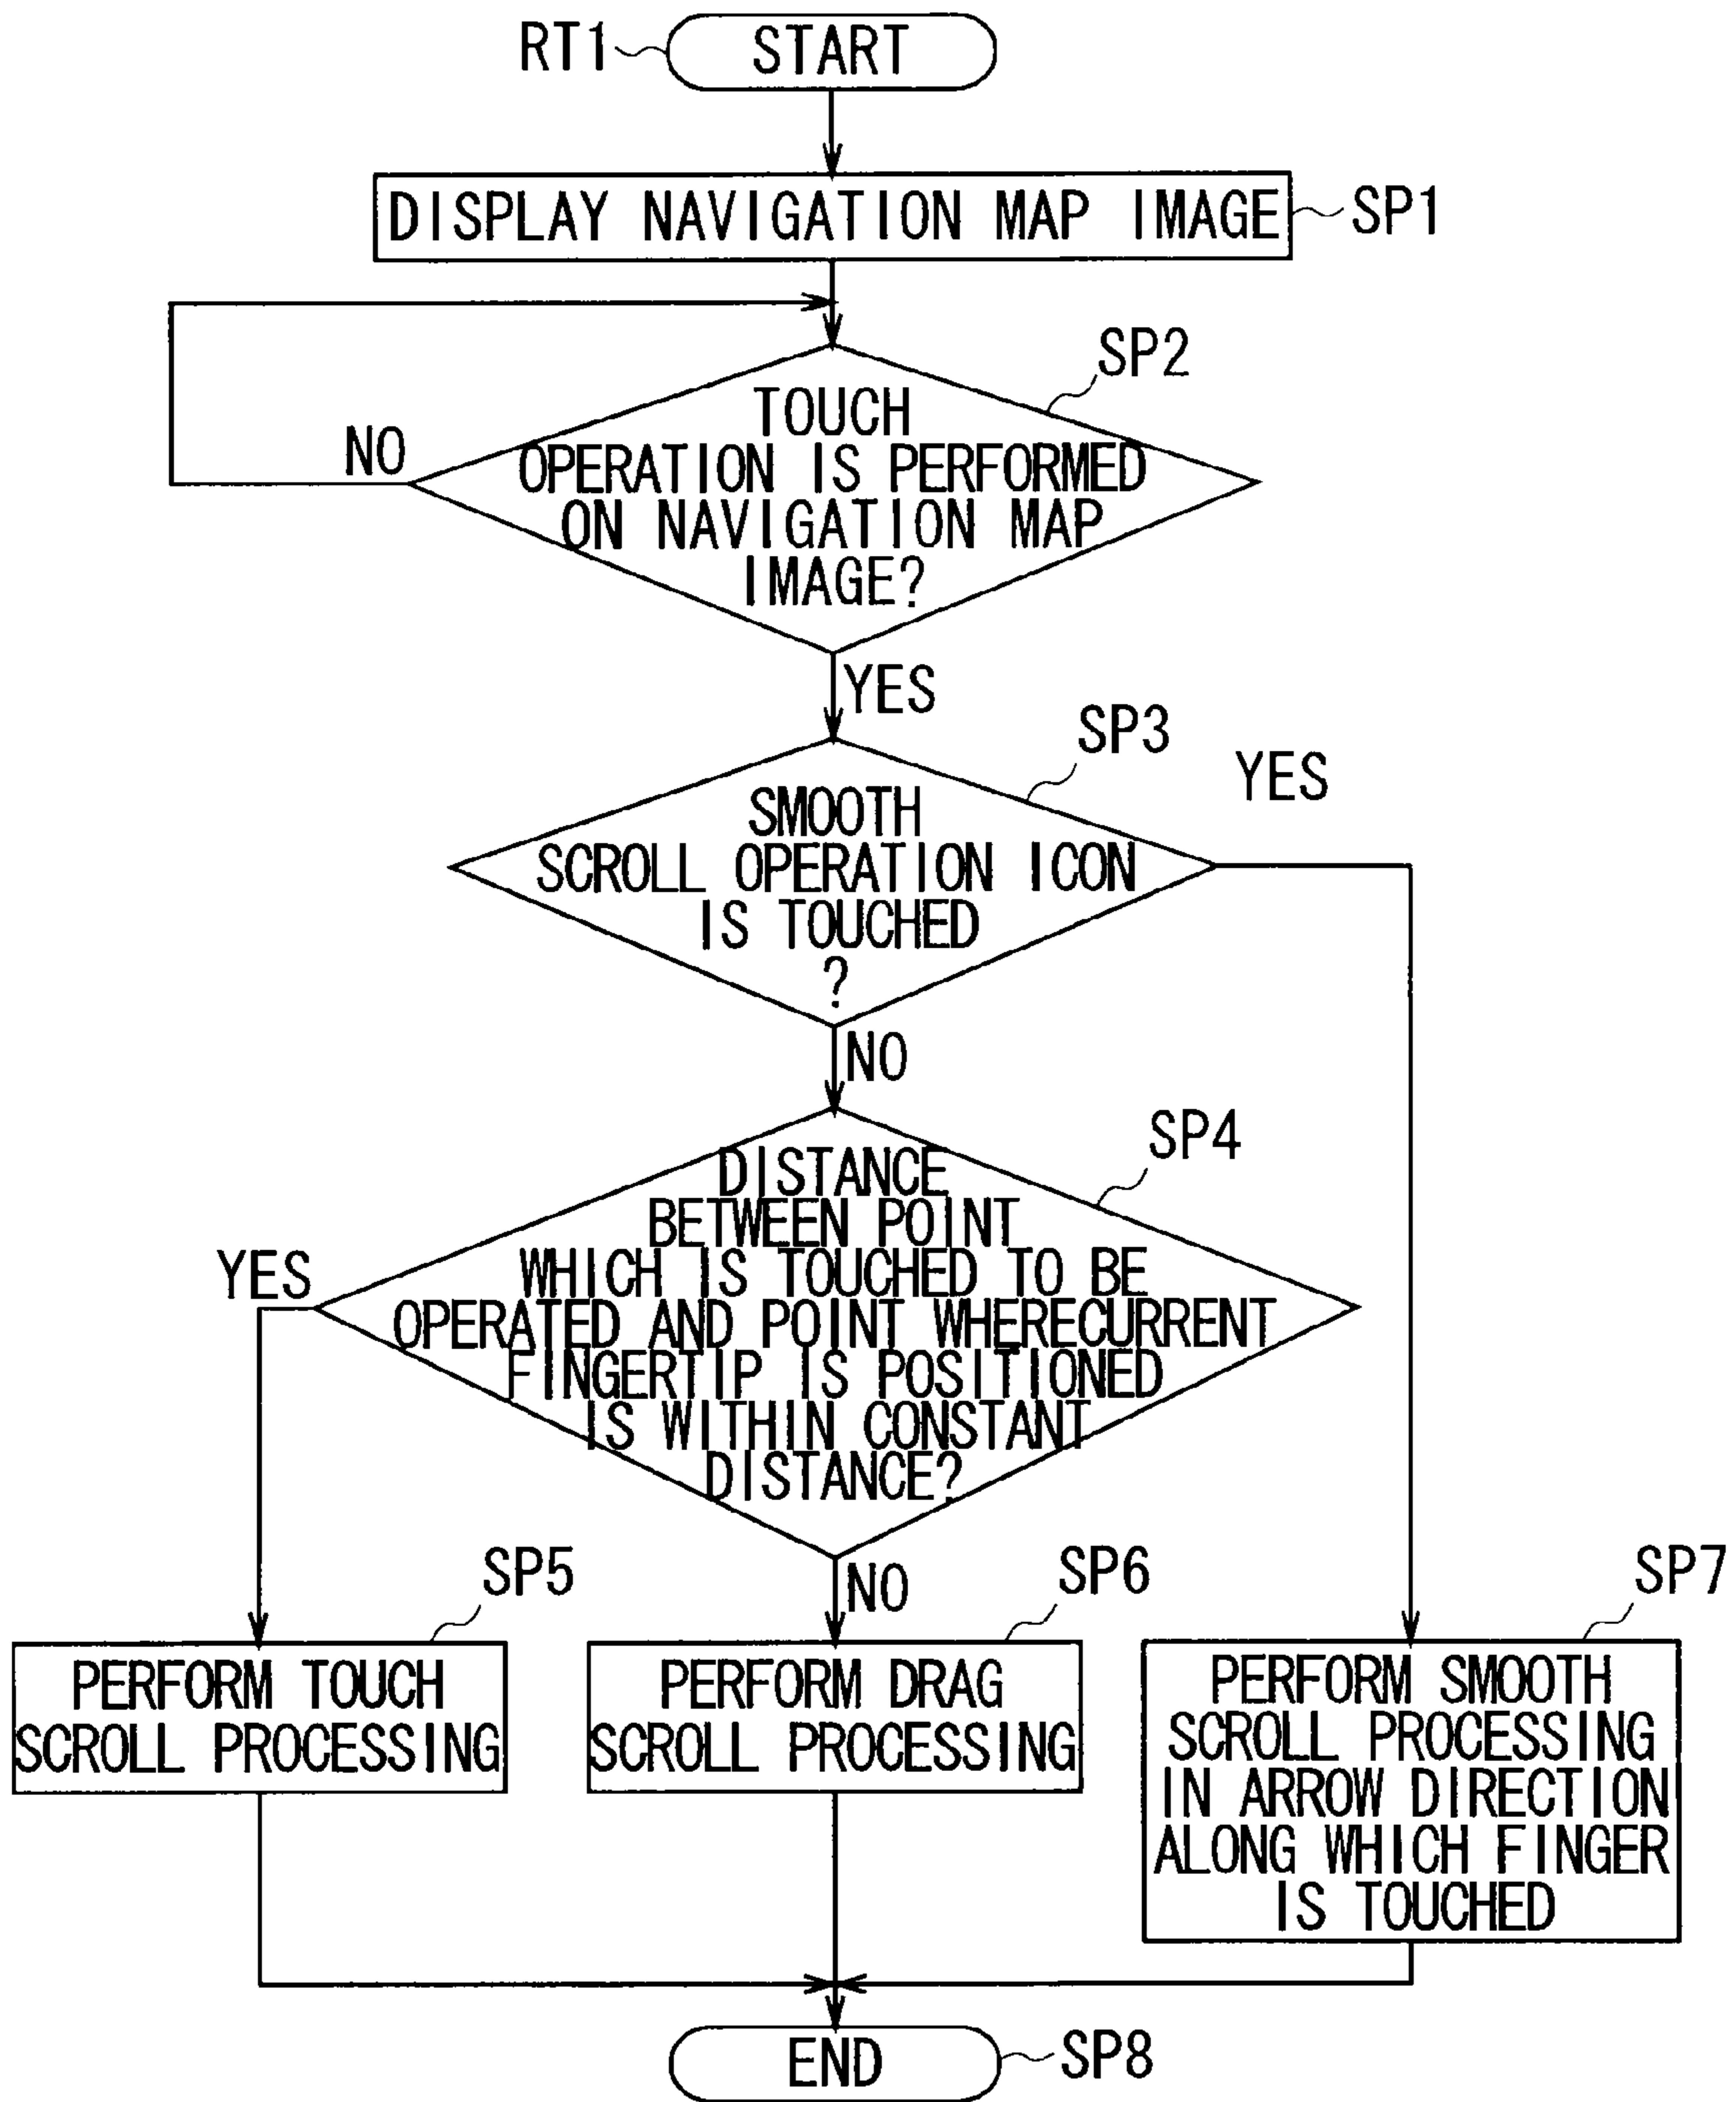 RT1
START
DISPLAY NAVIGATION MAP IMAGE
SP1
SP2
TOUCH
OPERATION IS PERFORMED
ON NAVIGATION MAP
IMAGE?
NO
YES
SP3
SMOOTH
SCROLL OPERATION ICON
IS TOUCHED
?
YES
NO
SP4
DISTANCE
BETWEEN POINT
WHICH IS TOUCHED TO BE
OPERATED AND POINT WHERECURRENT
FINGERTIP IS POSITIONED
IS WITHIN CONSTANT
DISTANCE?
YES
NO
SP5
PERFORM TOUCH
SCROLL PROCESSING
SP6
PERFORM DRAG
SCROLL PROCESSING
SP7
PERFORM SMOOTH
SCROLL PROCESSING
IN ARROW DIRECTION
ALONG WHICH FINGER
IS TOUCHED
END
SP8